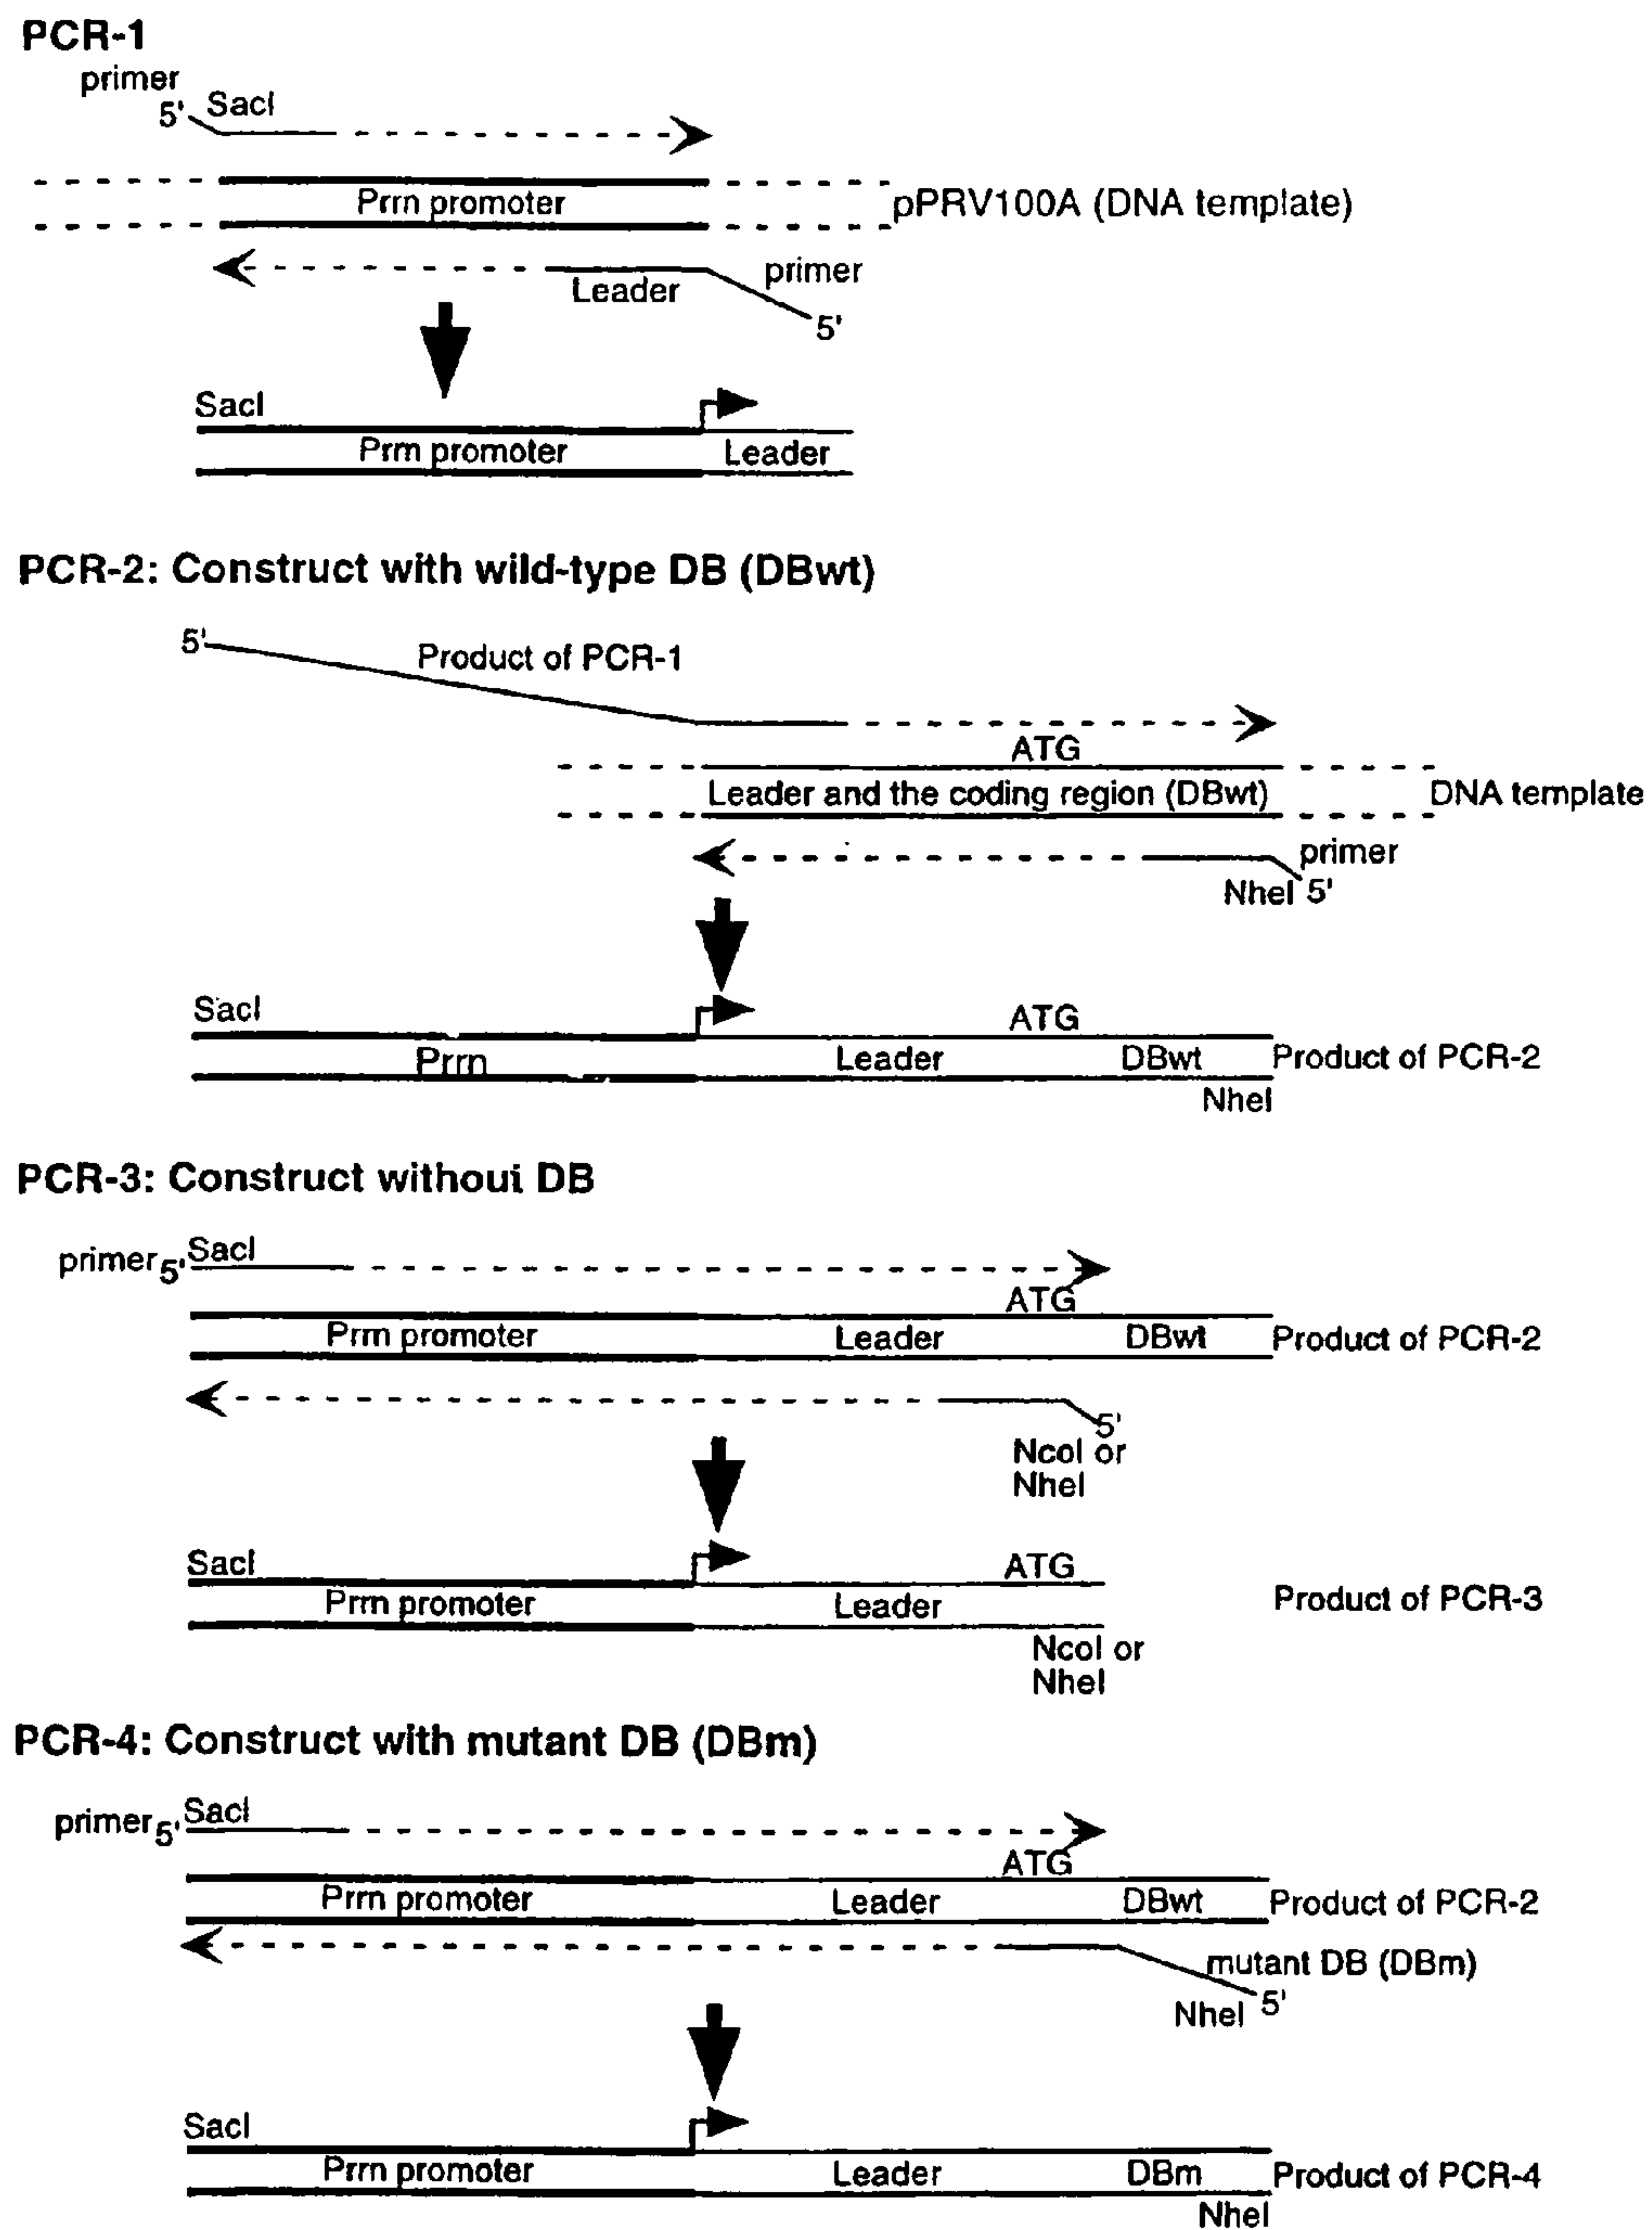 PCR-1
primer
5' SacI
Prrn promoter
pPRV100A (DNA template)
primer
Leader
5'
SacI
Prrn promoter Leader
PCR-2: Construct with wild-type DB (DBwt)
5'
Product of PCR-1
ATG
Leader and the coding region (DBwt) DNA template
primer
NheI 5'
SacI ATG
Prrn Leader DBwt Product of PCR-2
NheI
PCR-3: Construct withoui DB
primer 5' SacI
ATG
Prrn promoter Leader DBwt Product of PCR-2
5'
NcoI or
NheI
SacI ATG
Prrn promoter Leader Product of PCR-3
NcoI or
NheI
PCR-4: Construct with mutant DB (DBm)
primer 5' SacI
ATG
Prrn promoter Leader DBwt Product of PCR-2
mutant DB (DBm)
NheI 5'
SacI
Prrn promoter Leader DBm Product of PCR-4
NheI